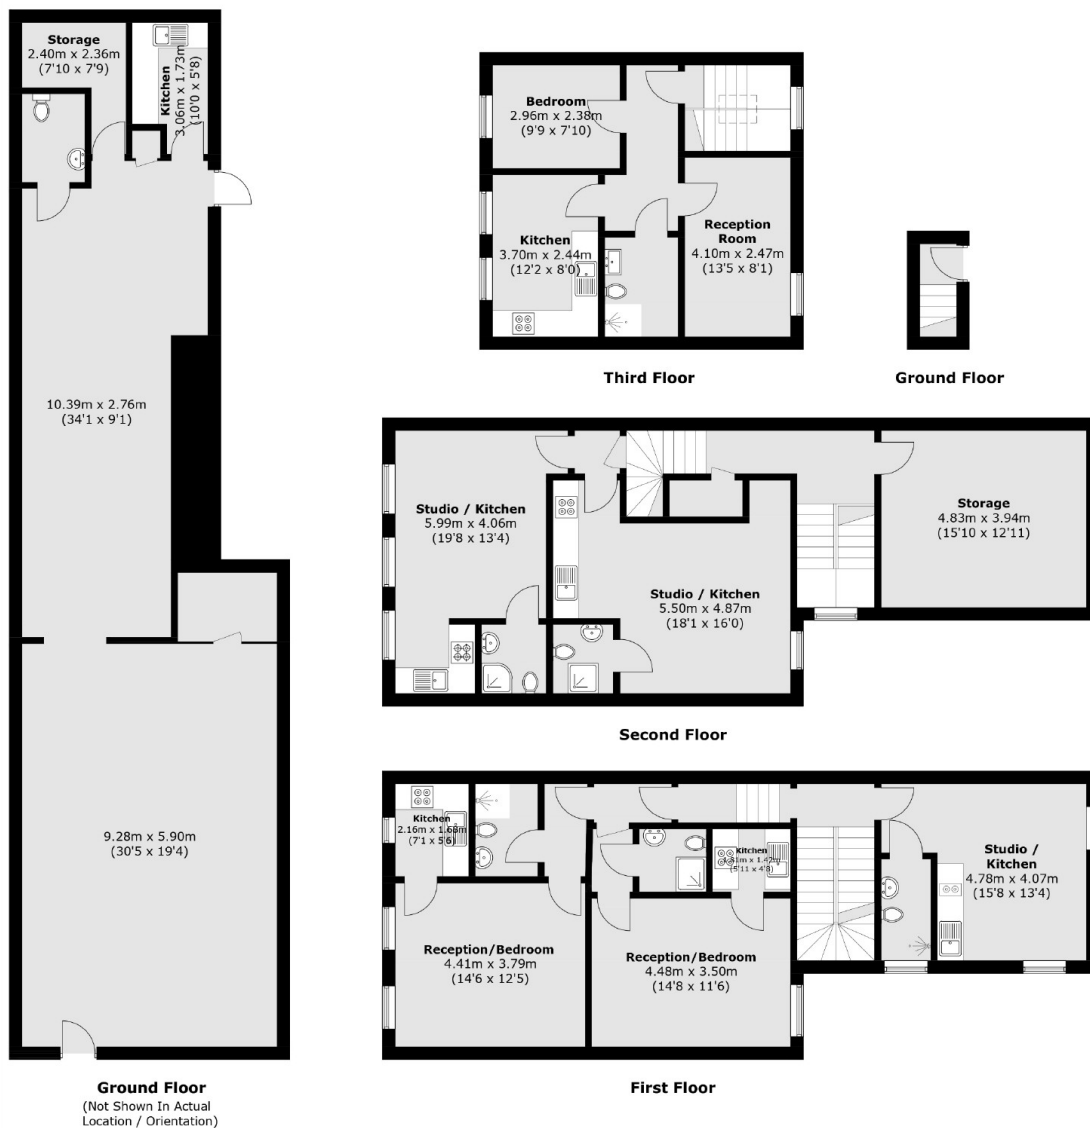 Storage
2.40m x 2.36m
(7'10 x 7'9)
Kitchen
3.06m x 1.73m
(10'0 x 5'8)
10.39m x 2.76m
(34'1 x 9'1)
9.28m x 5.90m
(30'5 x 19'4)
Ground Floor
(Not Shown In Actual
Location / Orientation)
Bedroom
2.96m x 2.38m
(9'9 x 7'10)
Kitchen
3.70m x 2.44m
(12'2 x 8'0)
Reception
Room
4.10m x 2.47m
(13'5 x 8'1)
Third Floor
Ground Floor
Studio / Kitchen
5.99m x 4.06m
(19'8 x 13'4)
Studio / Kitchen
5.50m x 4.87m
(18'1 x 16'0)
Storage
4.83m x 3.94m
(15'10 x 12'11)
Second Floor
Kitchen
2.16m x 1.68m
(7'1 x 5'6)
Kitchen
x 1.42m
(5'11 x 4'8)
Studio /
Kitchen
4.78m x 4.07m
(15'8 x 13'4)
Reception/Bedroom
4.41m x 3.79m
(14'6 x 12'5)
Reception/Bedroom
4.48m x 3.50m
(14'8 x 11'6)
First Floor